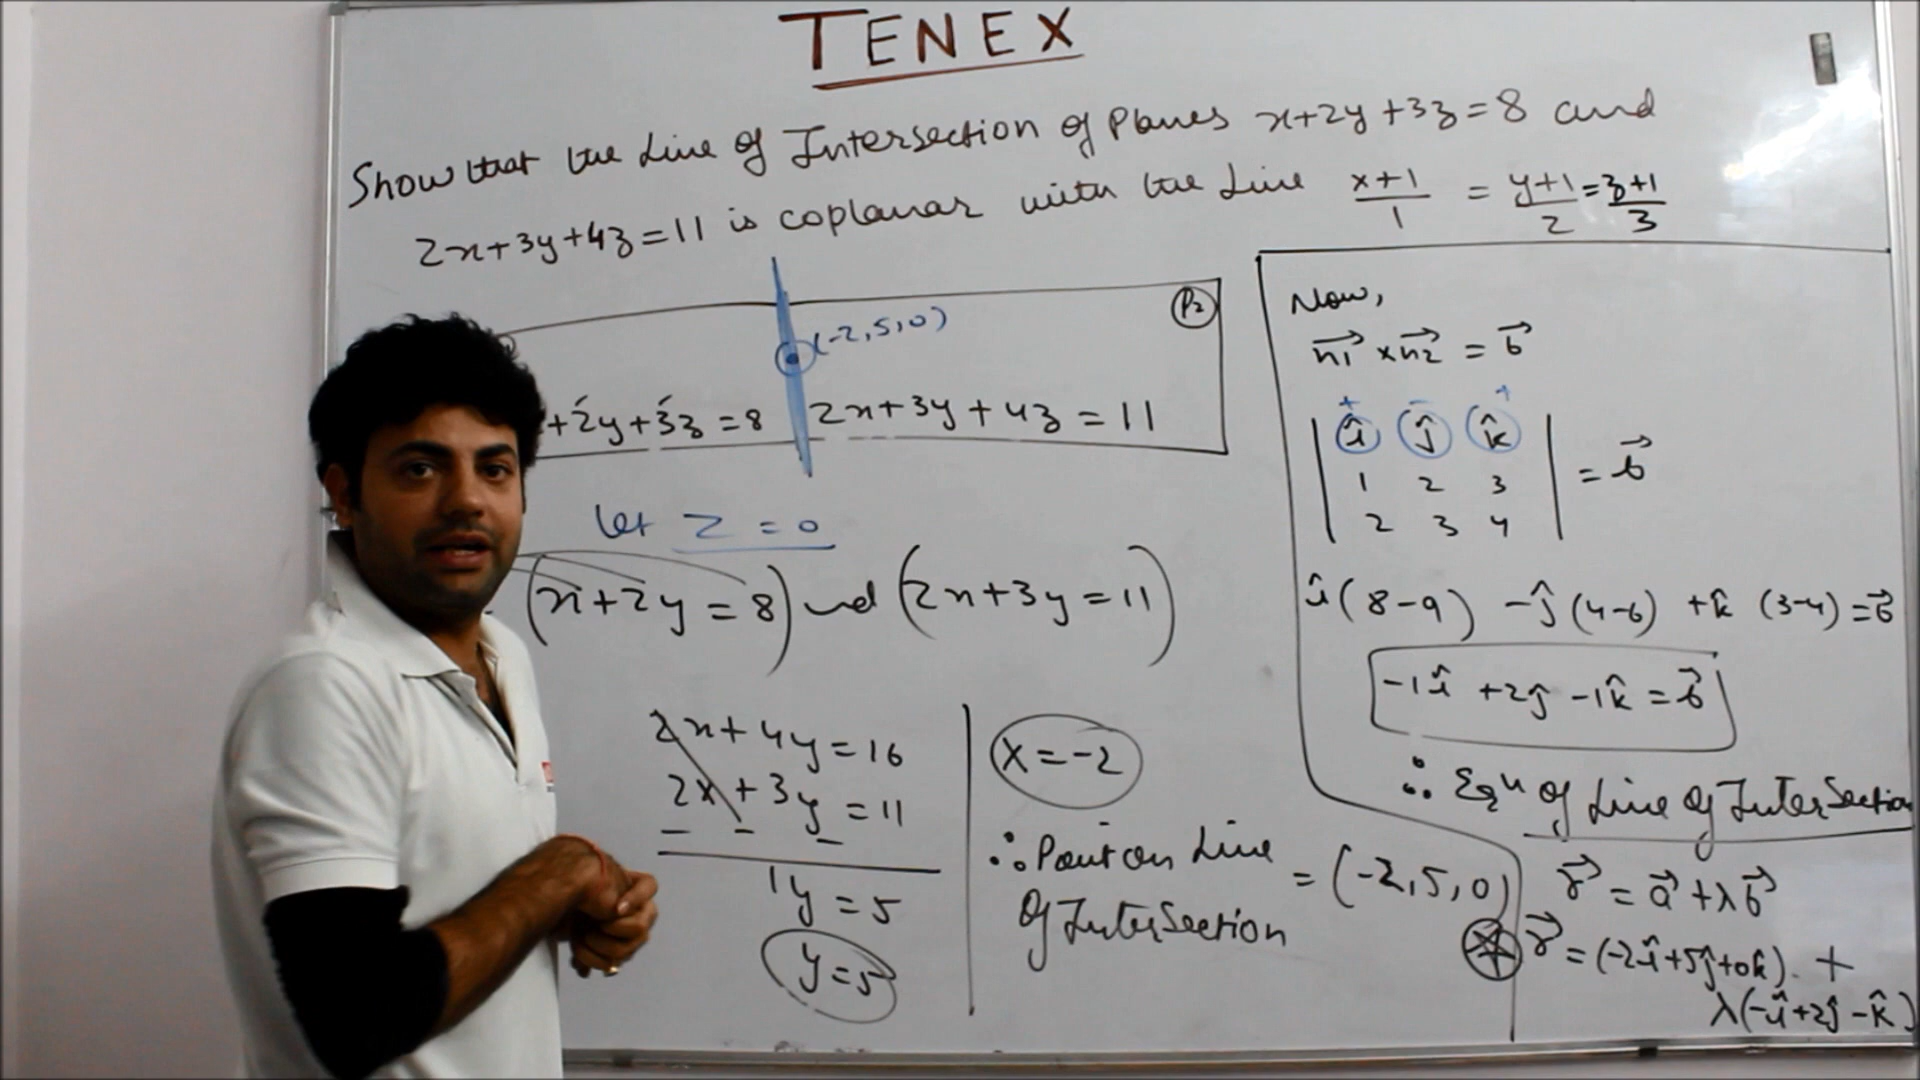 TENEX
Show that the Line Of Intersection of Planes x+2y+3z=8 and
2x+3y+4z=11 is coplanar with the Line x+1/1 = y+1/2 = z+1/3
P2
(-2,5,0)
+2y+3z=8
2x+3y+4z=11
let Z=0
(x+2y=8) and (2x+3y=11)
2x+4y=16
2x+3y=11
- - -
1y=5
y=5
x=-2
∴ Point on Line
Of InterSection
= (-2,5,0)
Now,
n1→ × n2→ = b→
+ - +
| î ĵ k̂ |
| 1 2 3 | = b→
| 2 3 4 |
î(8-9) -ĵ(4-6) +k̂(3-4)=b→
-1î +2ĵ -1k̂ = b→
∴ Eqn Of Line Of InterSection
r→ = a→ + λb→
r→ = (-2î+5ĵ+0k̂). +
λ(-î+2ĵ-k̂)